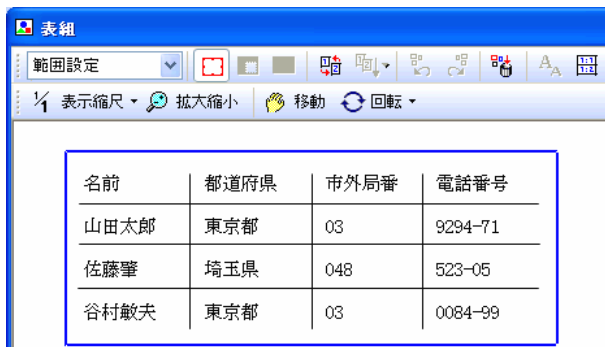 表組
範囲設定
1/1 表示縮尺 拡大縮小 移動 回転
名前 都道府県 市外局番 電話番号
山田太郎 東京都 03 9294-71
佐藤肇 埼玉県 048 523-05
谷村敏夫 東京都 03 0084-99